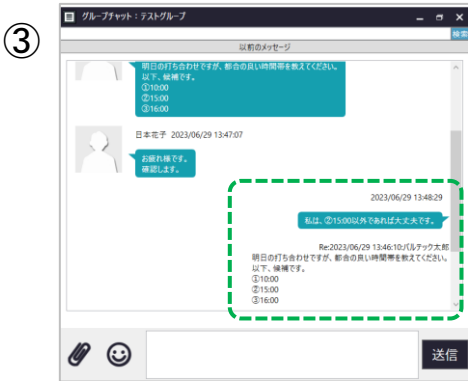 ③
グループチャット：テストグループ
検索
以前のメッセージ
明日の打ち合わせですが、都合の良い時間帯を教えてください。
以下、候補です。
①10:00
②15:00
③16:00
日本花子 2023/06/29 13:47:07
お疲れ様です。
確認します。
2023/06/29 13:48:29
私は、②15:00以外であれば大丈夫です。
Re:2023/06/29 13:46:10:バルテック太郎
明日の打ち合わせですが、都合の良い時間帯を教えてください。
以下、候補です。
①10:00
②15:00
③16:00
送信